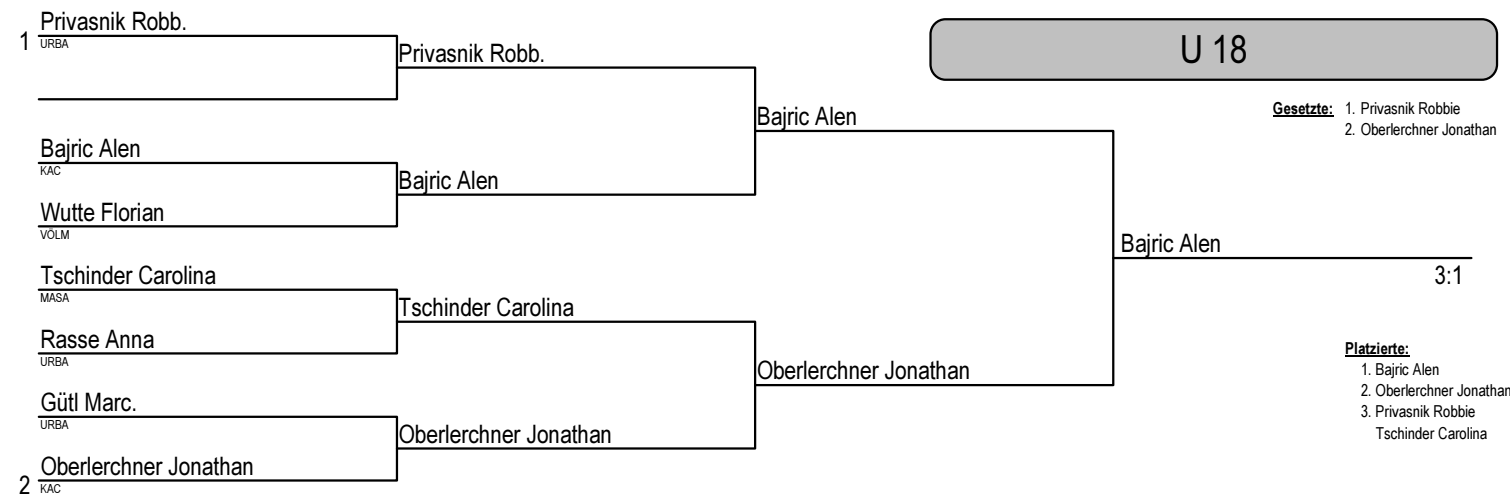 Privasnik Robb.
1 URBA
Privasnik Robb.
U 18
Gesetzte: 1. Privasnik Robbie
2. Oberlerchner Jonathan
Bajric Alen
Bajric Alen
KAC
Bajric Alen
Wutte Florian
VÖLM
Bajric Alen
3:1
Tschinder Carolina
MASA
Tschinder Carolina
Rasse Anna
URBA
Platzierte:
1. Bajric Alen
2. Oberlerchner Jonathan
3. Privasnik Robbie
Tschinder Carolina
Oberlerchner Jonathan
Gütl Marc.
URBA
Oberlerchner Jonathan
Oberlerchner Jonathan
2 KAC